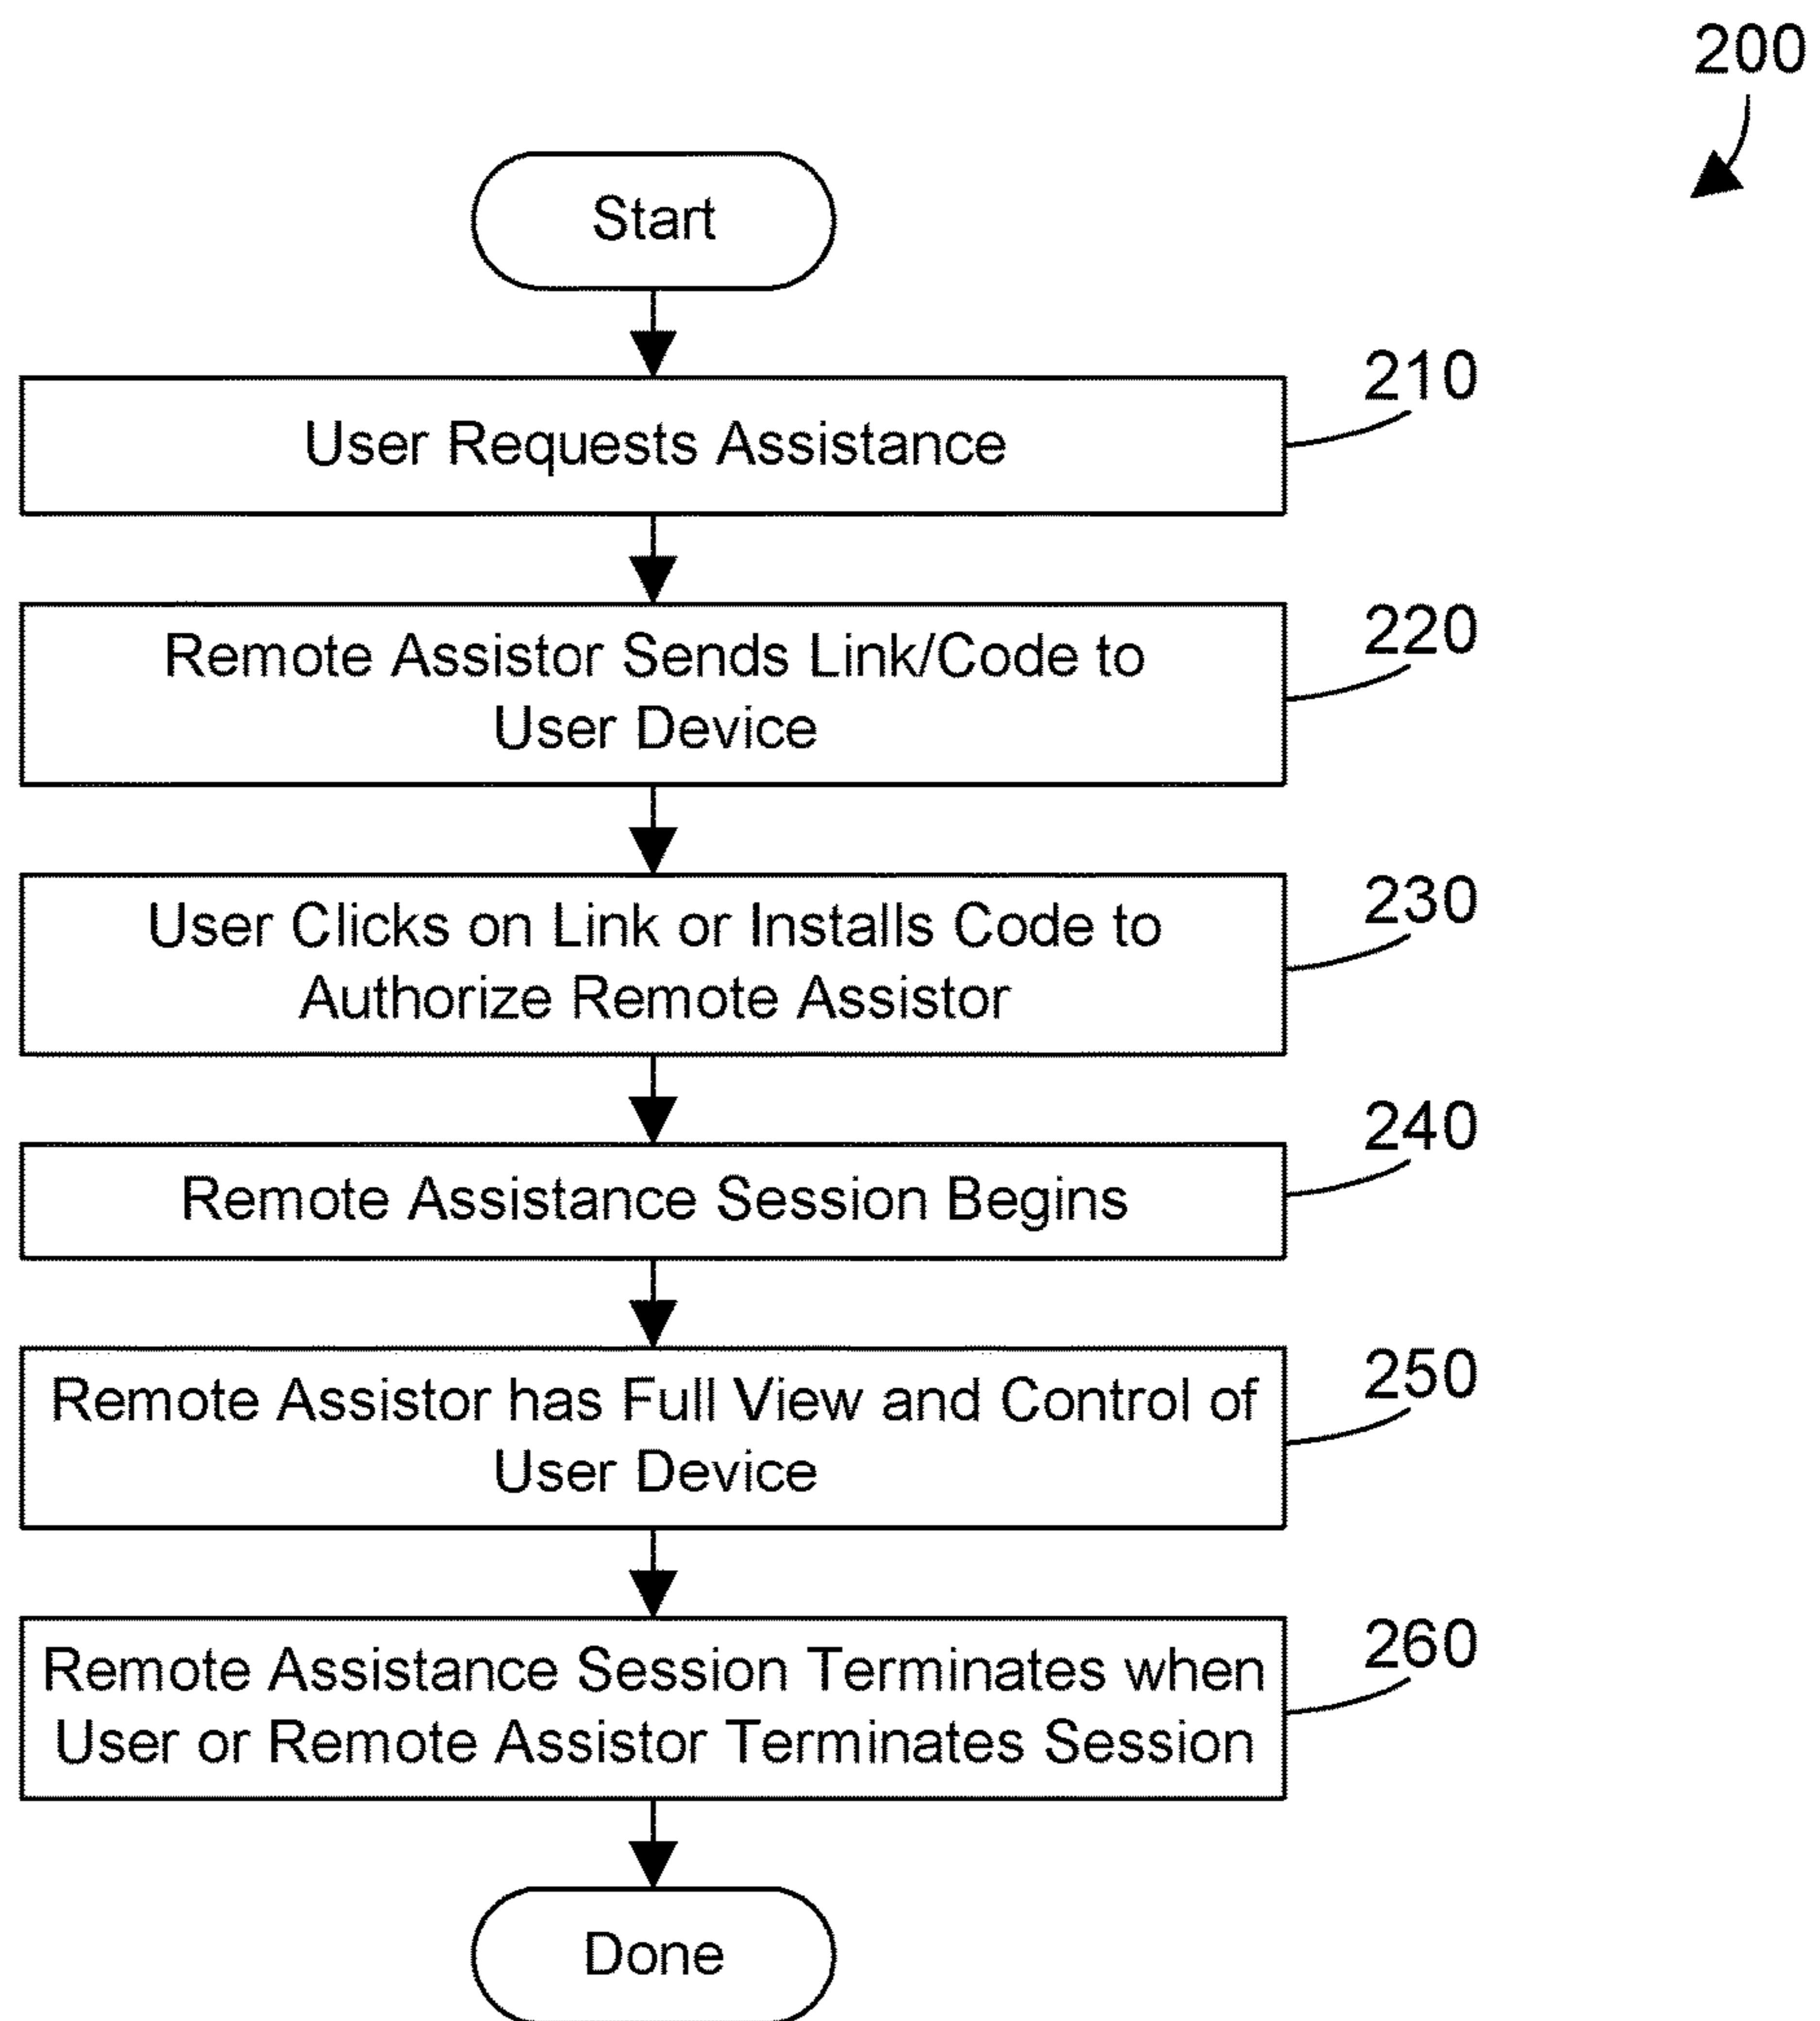 200
Start
User Requests Assistance
210
Remote Assistor Sends Link/Code to
User Device
220
User Clicks on Link or Installs Code to
Authorize Remote Assistor
230
Remote Assistance Session Begins
240
Remote Assistor has Full View and Control of
User Device
250
Remote Assistance Session Terminates when
User or Remote Assistor Terminates Session
260
Done